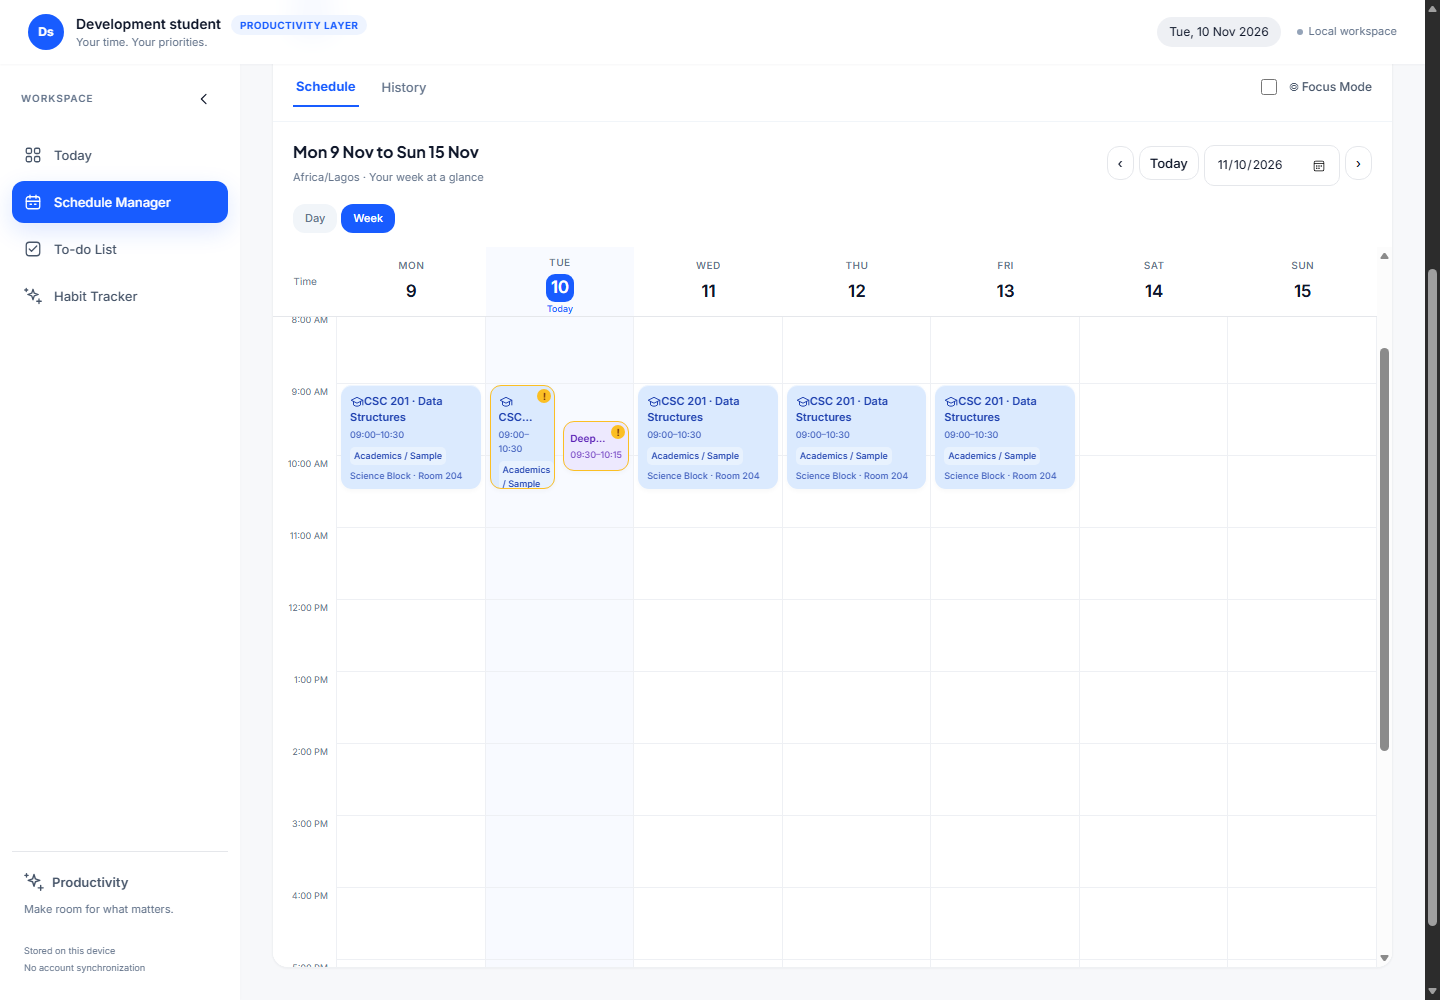 Ds
Development student
PRODUCTIVITY LAYER
Your time. Your priorities.
Tue, 10 Nov 2026
Local workspace
WORKSPACE
Today
Schedule Manager
To-do List
Habit Tracker
Productivity
Make room for what matters.
Stored on this device
No account synchronization
Schedule
History
Focus Mode
Mon 9 Nov to Sun 15 Nov
Africa/Lagos · Your week at a glance
‹
Today
11/10/2026
›
Day
Week
Time
MON
9
TUE
10
Today
WED
11
THU
12
FRI
13
SAT
14
SUN
15
8:00 AM
9:00 AM
10:00 AM
11:00 AM
12:00 PM
1:00 PM
2:00 PM
3:00 PM
4:00 PM
5:00 PM
CSC 201 · Data
Structures
09:00–10:30
Academics / Sample
Science Block · Room 204
!
CSC...
09:00–
10:30
Academics
/ Sample
!
Deep...
09:30–10:15
CSC 201 · Data
Structures
09:00–10:30
Academics / Sample
Science Block · Room 204
CSC 201 · Data
Structures
09:00–10:30
Academics / Sample
Science Block · Room 204
CSC 201 · Data
Structures
09:00–10:30
Academics / Sample
Science Block · Room 204